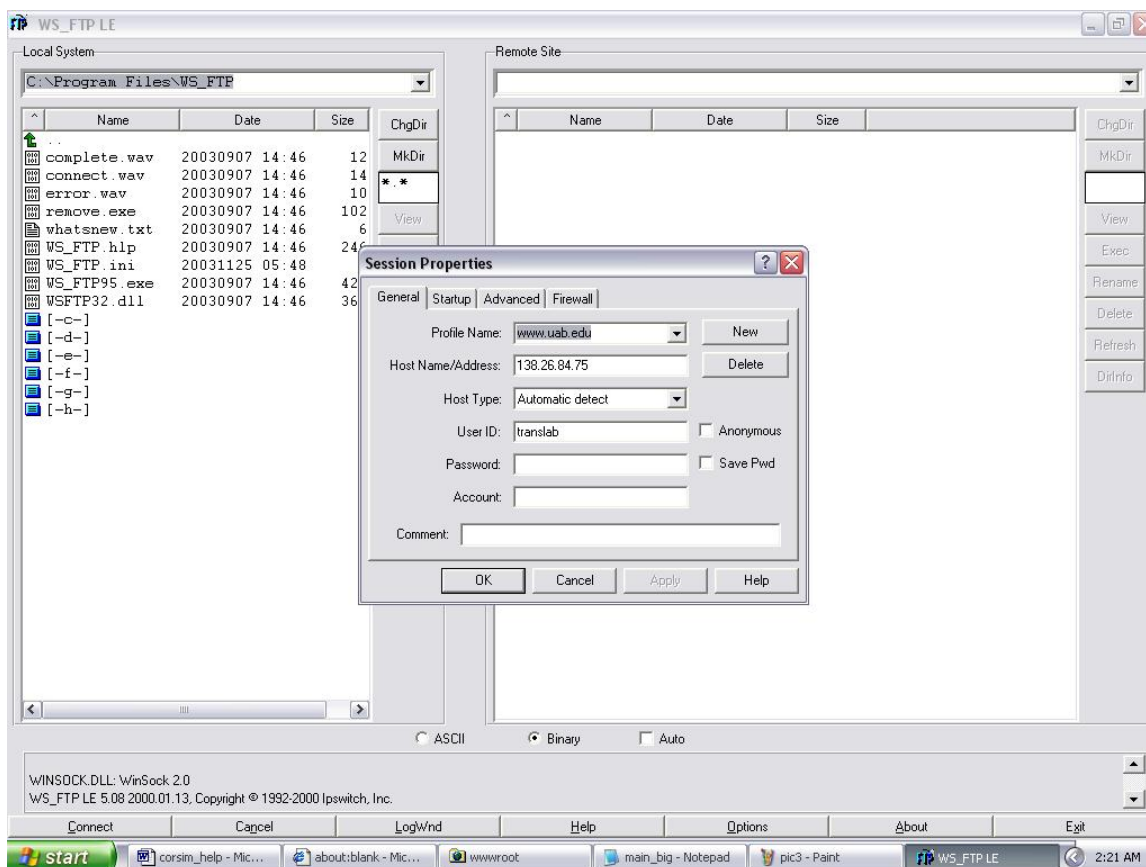 WS_FTP LE
Local System
C:\Program Files\WS_FTP
^ Name Date Size
..
complete.wav 20030907 14:46 12
connect.wav 20030907 14:46 14
error.wav 20030907 14:46 10
remove.exe 20030907 14:46 102
whatsnew.txt 20030907 14:46 6
WS_FTP.hlp 20030907 14:46 246
WS_FTP.ini 20031125 05:48
WS_FTP95.exe 20030907 14:46 42
WSFTP32.dll 20030907 14:46 36
[-c-]
[-d-]
[-e-]
[-f-]
[-g-]
[-h-]
ChgDir
MkDir
*.*
View
Remote Site
^ Name Date Size
ChgDir
MkDir
View
Exec
Rename
Delete
Refresh
DirInfo
Session Properties
General Startup Advanced Firewall
Profile Name: www.uab.edu New
Host Name/Address: 138.26.84.75 Delete
Host Type: Automatic detect
User ID: translab Anonymous
Password: Save Pwd
Account:
Comment:
OK Cancel Apply Help
ASCII Binary Auto
WINSOCK.DLL: WinSock 2.0
WS_FTP LE 5.08 2000.01.13, Copyright © 1992-2000 Ipswitch, Inc.
Connect Cancel LogWnd Help Options About Exit
start corsim_help - Mic... about:blank - Mic... wwwroot main_big - Notepad pic3 - Paint WS_FTP LE 2:21 AM